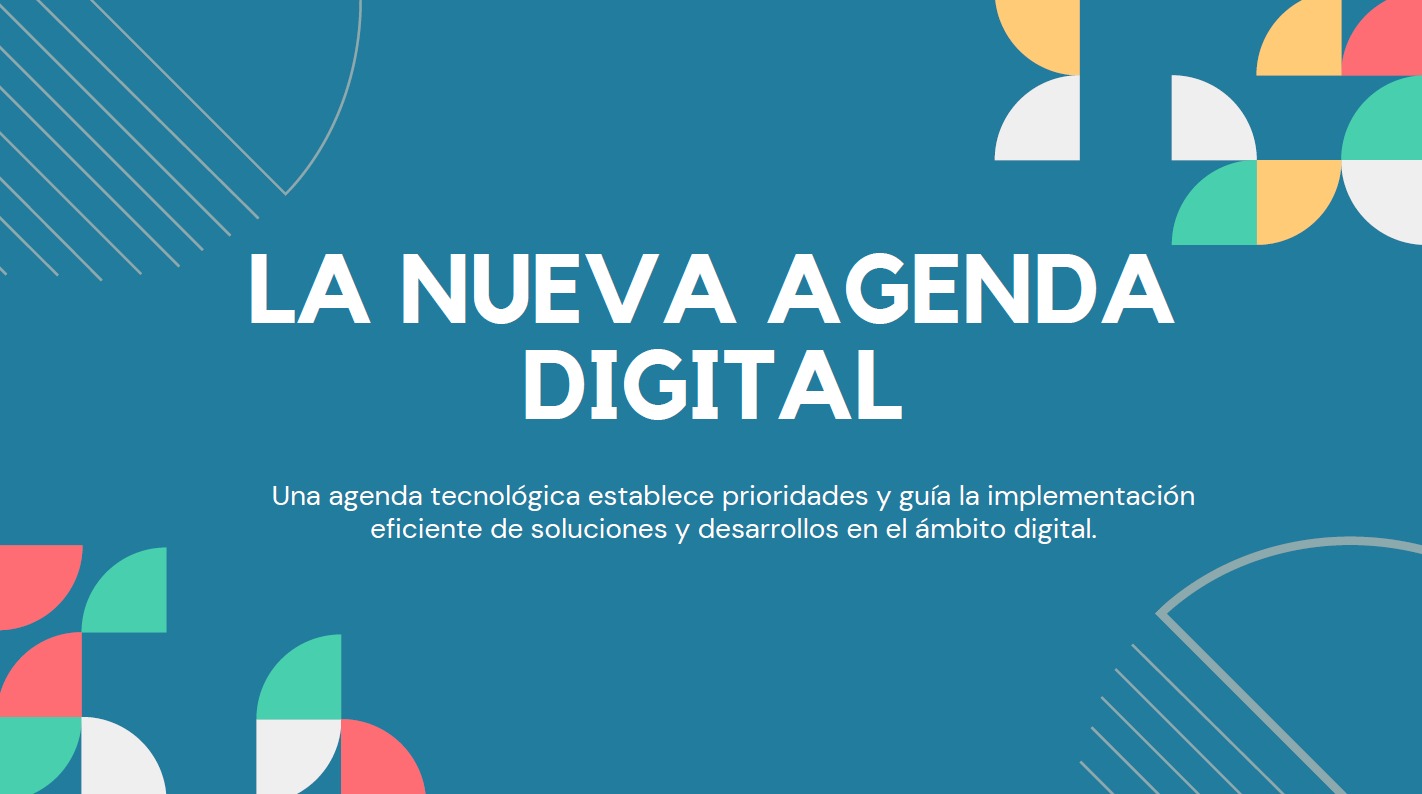 LA NUEVA AGENDA
DIGITAL
Una agenda tecnológica establece prioridades y guía la implementación
eficiente de soluciones y desarrollos en el ámbito digital.